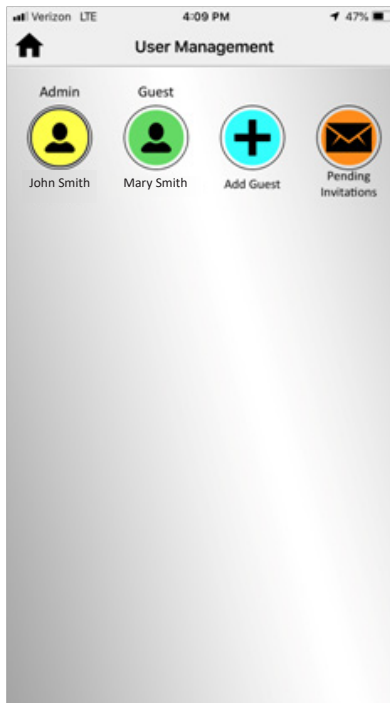 Verizon LTE 4:09 PM 47%
User Management
Admin Guest
John Smith Mary Smith Add Guest Pending
Invitations